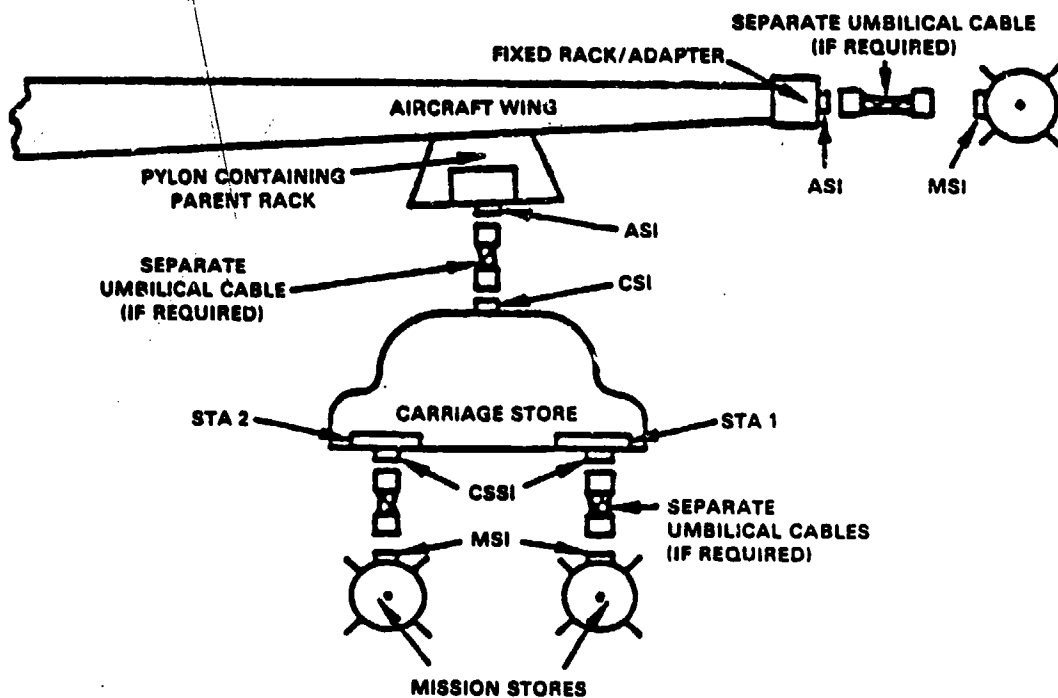 SEPARATE UMBILICAL CABLE
(IF REQUIRED)
FIXED RACK/ADAPTER
AIRCRAFT WING
PYLON CONTAINING
PARENT RACK
ASI
MSI
ASI
SEPARATE
UMBILICAL CABLE
(IF REQUIRED)
CSI
STA 2
CARRIAGE STORE
STA 1
CSSI
SEPARATE
UMBILICAL CABLES
(IF REQUIRED)
MSI
MISSION STORES